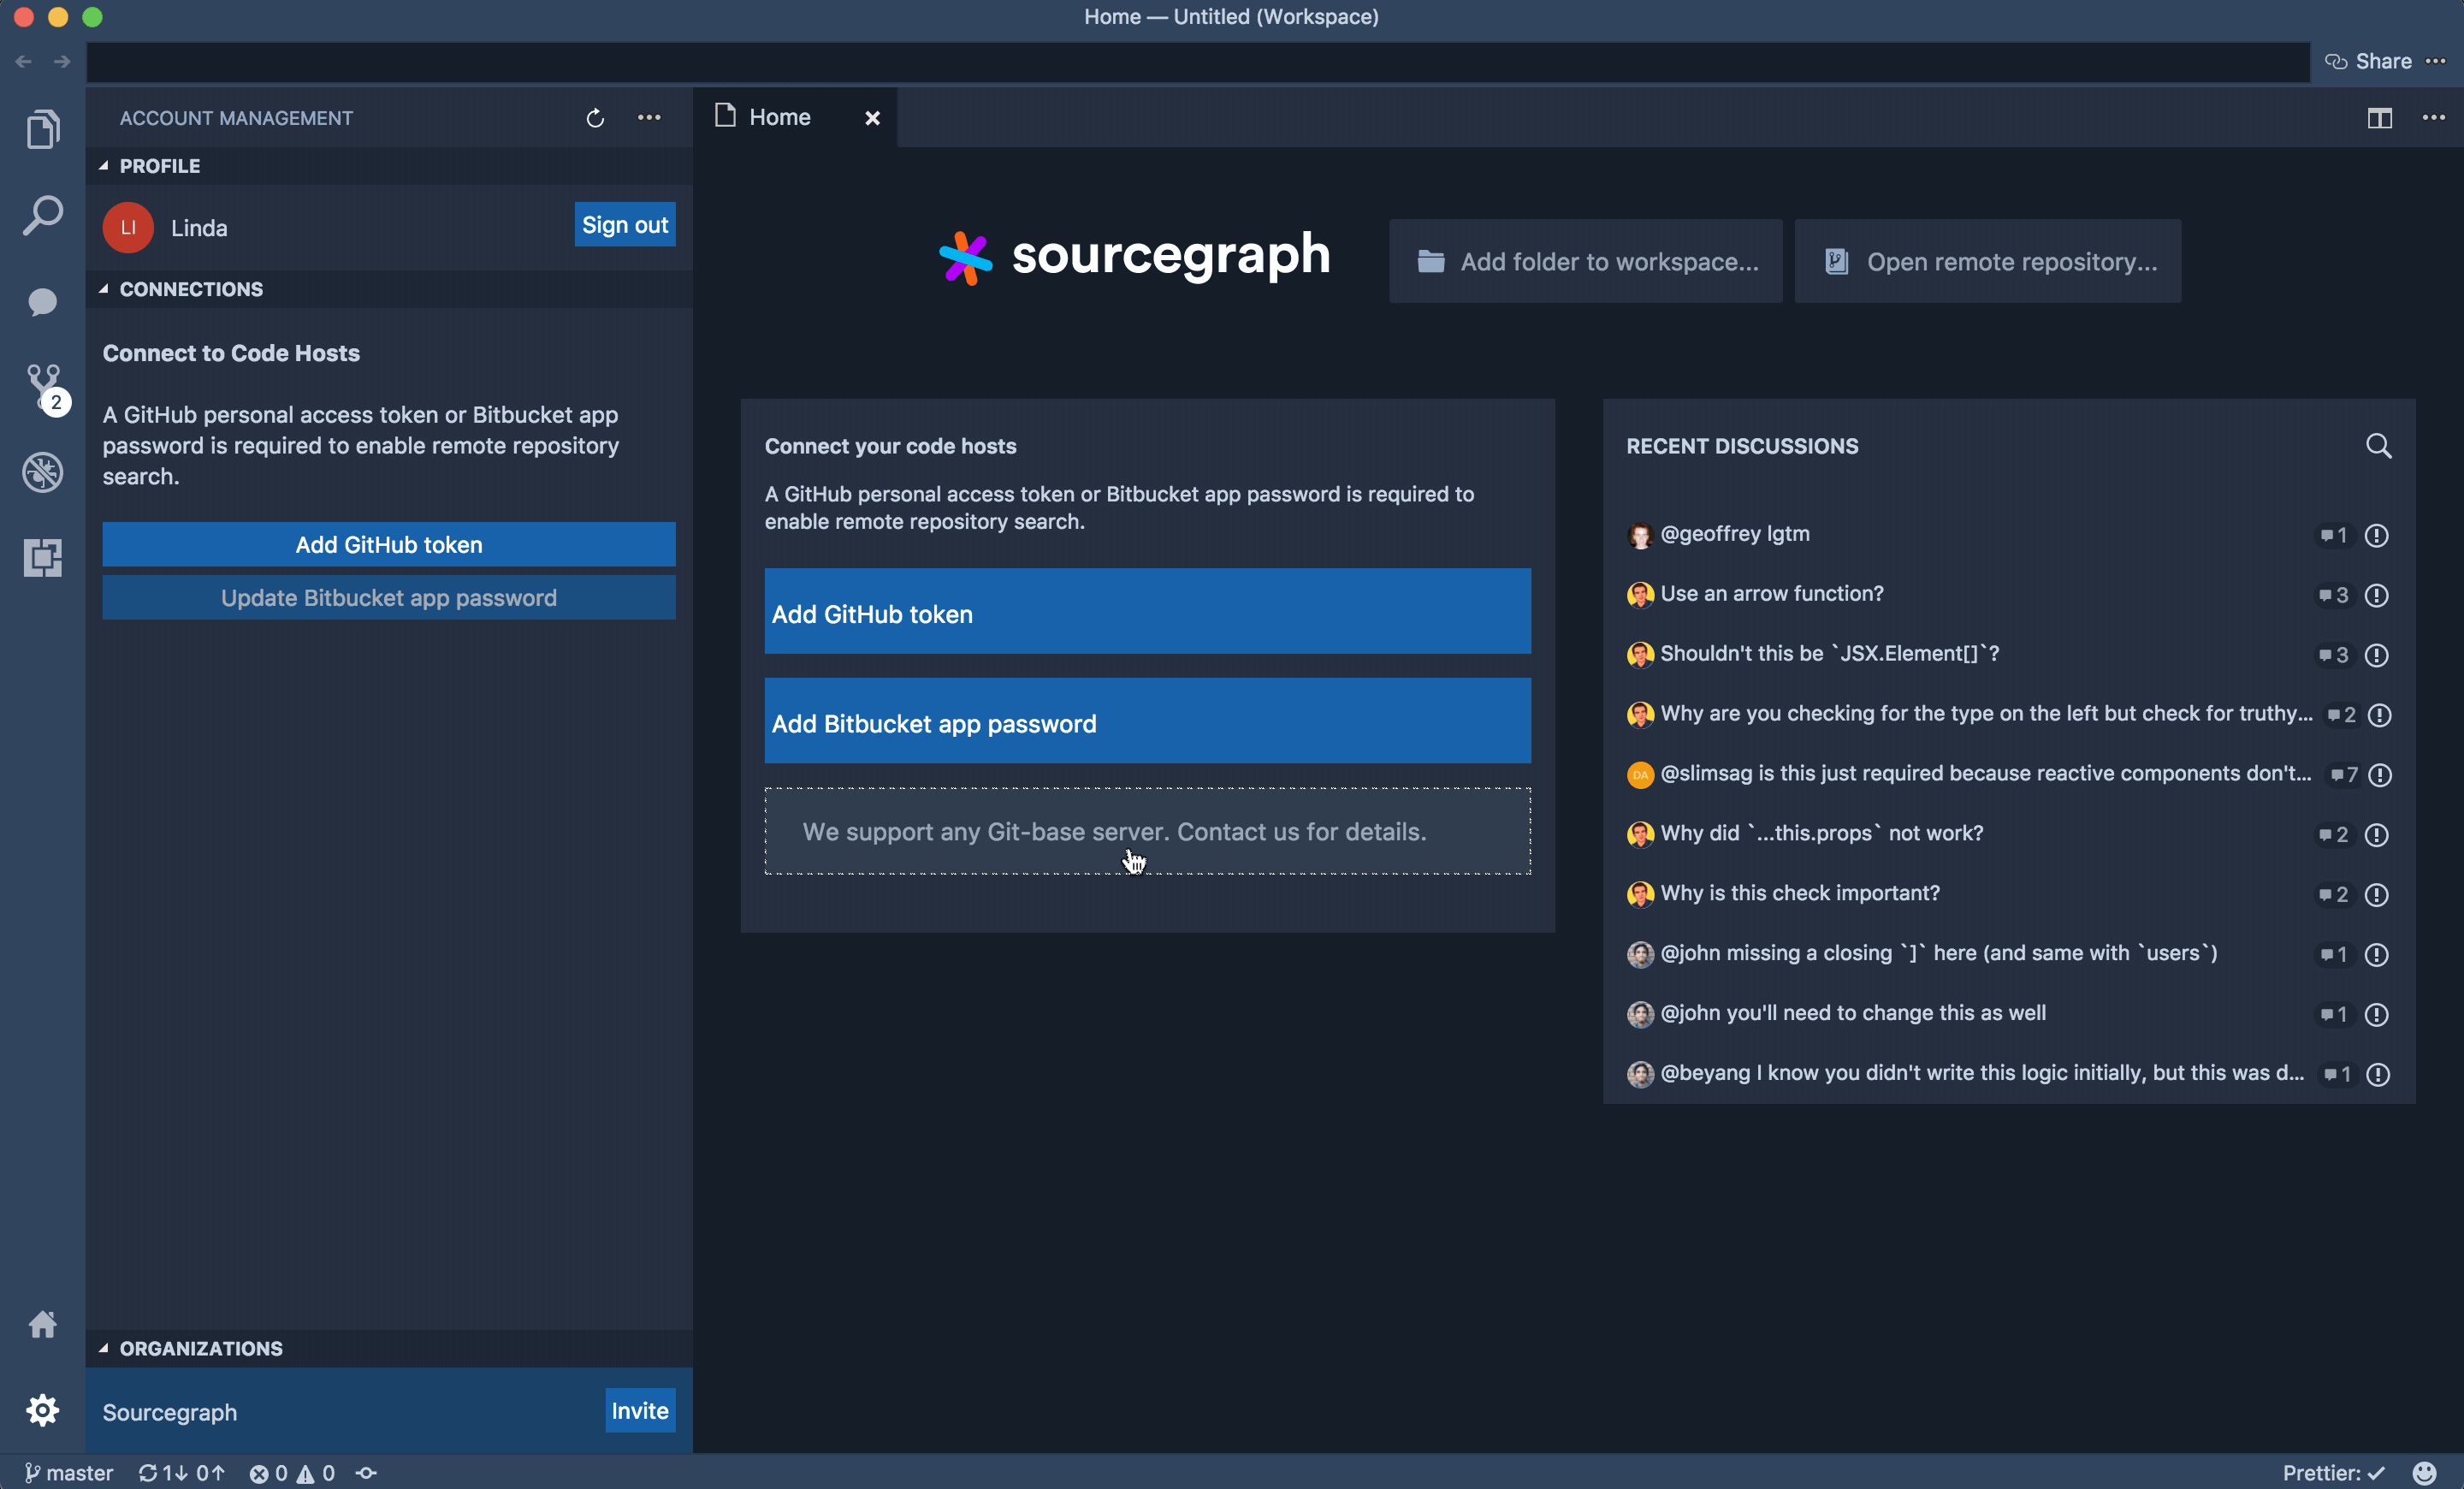 Home — Untitled (Workspace)
Share
ACCOUNT MANAGEMENT
PROFILE
LI
Linda
Sign out
CONNECTIONS
Connect to Code Hosts
A GitHub personal access token or Bitbucket app
password is required to enable remote repository
search.
Add GitHub token
Update Bitbucket app password
2
ORGANIZATIONS
Sourcegraph
Invite
Home
sourcegraph
Add folder to workspace...
Open remote repository...
Connect your code hosts
A GitHub personal access token or Bitbucket app password is required to
enable remote repository search.
Add GitHub token
Add Bitbucket app password
We support any Git-base server. Contact us for details.
RECENT DISCUSSIONS
@geoffrey lgtm 1
Use an arrow function? 3
Shouldn't this be `JSX.Element[]`? 3
Why are you checking for the type on the left but check for truthy... 2
DA @slimsag is this just required because reactive components don't... 7
Why did `...this.props` not work? 2
Why is this check important? 2
@john missing a closing `]` here (and same with `users`) 1
@john you'll need to change this as well 1
@beyang I know you didn't write this logic initially, but this was d... 1
master 1↓ 0↑ 0 0
Prettier: ✓